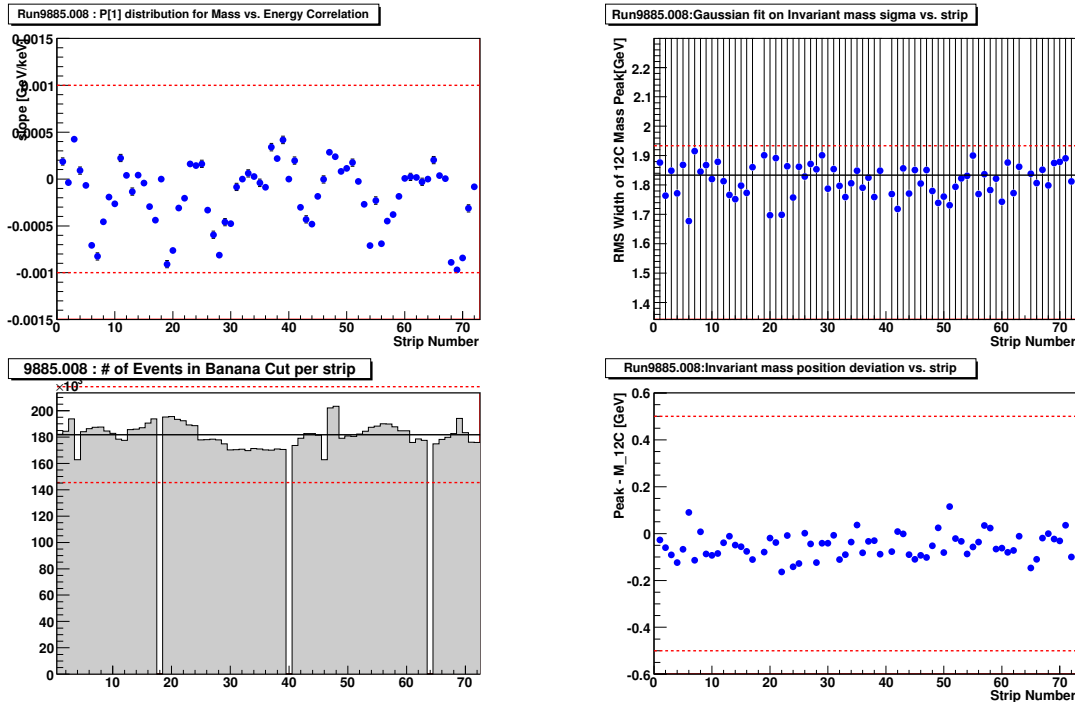 Run9885.008 : P[1] distribution for Mass vs. Energy Correlation
slope [GeV/keV]
0.0015
0.001
0.0005
0
-0.0005
-0.001
-0.0015
0 10 20 30 40 50 60 70
Strip Number
Run9885.008:Gaussian fit on Invariant mass sigma vs. strip
RMS Width of 12C Mass Peak[GeV]
2.2
2.1
2
1.9
1.8
1.7
1.6
1.5
1.4
0 10 20 30 40 50 60 70
Strip Number
9885.008 : # of Events in Banana Cut per strip
×10³
200
180
160
140
120
100
80
60
40
20
0
10 20 30 40 50 60 70
Run9885.008:Invariant mass position deviation vs. strip
Peak - M_12C [GeV]
0.6
0.4
0.2
0
-0.2
-0.4
-0.6
0 10 20 30 40 50 60 70
Strip Number